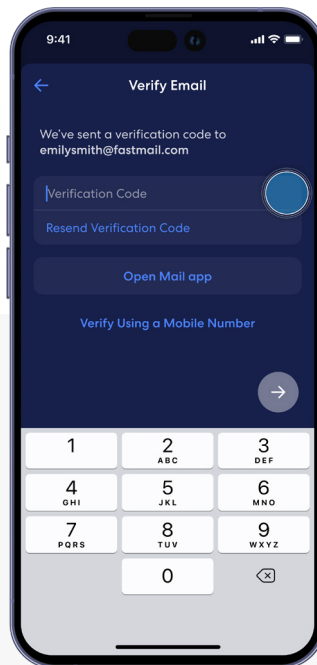 9:41
Verify Email
We've sent a verification code to
emilysmith@fastmail.com
Verification Code
Resend Verification Code
Open Mail app
Verify Using a Mobile Number
1
2
ABC
3
DEF
4
GHI
5
JKL
6
MNO
7
PQRS
8
TUV
9
WXYZ
0